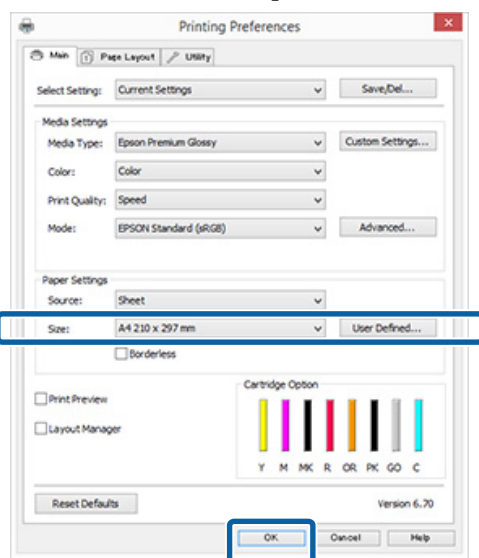 Printing Preferences
Main Page Layout Utility
Select Setting: Current Settings Save/Del...
Media Settings
Media Type: Epson Premium Glossy Custom Settings...
Color: Color
Print Quality: Speed
Mode: EPSON Standard (sRGB) Advanced...
Paper Settings
Source: Sheet
Size: A4 210 x 297 mm User Defined...
Borderless
Cartridge Option
Print Preview
Layout Manager
Y M MK R OR PK GO C
Reset Defaults Version 6.70
OK Cancel Help